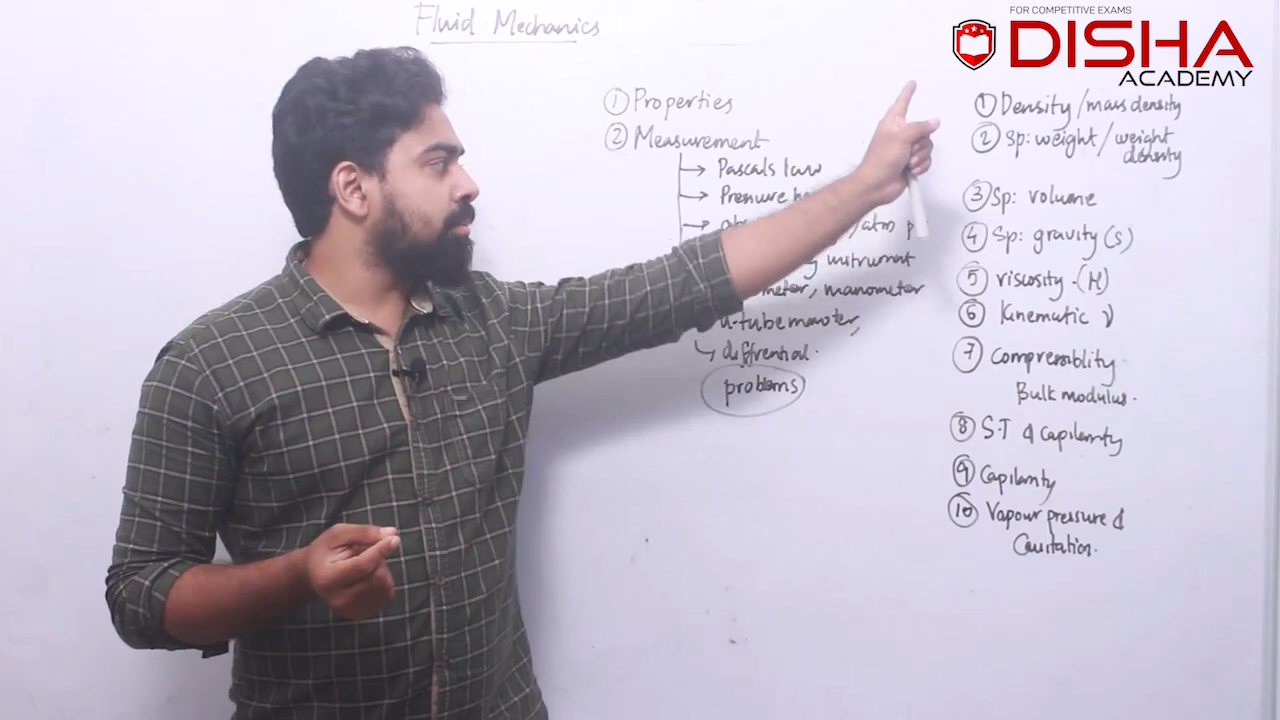 Fluid Mechanics
FOR COMPETITIVE EXAMS
DISHA
ACADEMY
① Properties
② Measurement
→ Pascals law
→ Pressure
/atm p
instrument
meter, manometer
u-tube
diffrential.
problems
① Density/mass density
② Sp: weight/weight
density
③ Sp: volume
④ Sp: gravity (s)
⑤ viscosity - (M)
⑥ Kinematic ν
⑦ Compressiblity
Bulk modulus.
⑧ S.T & Capilarity
⑨ Capilarity
⑩ Vapour pressure &
Cavitation.